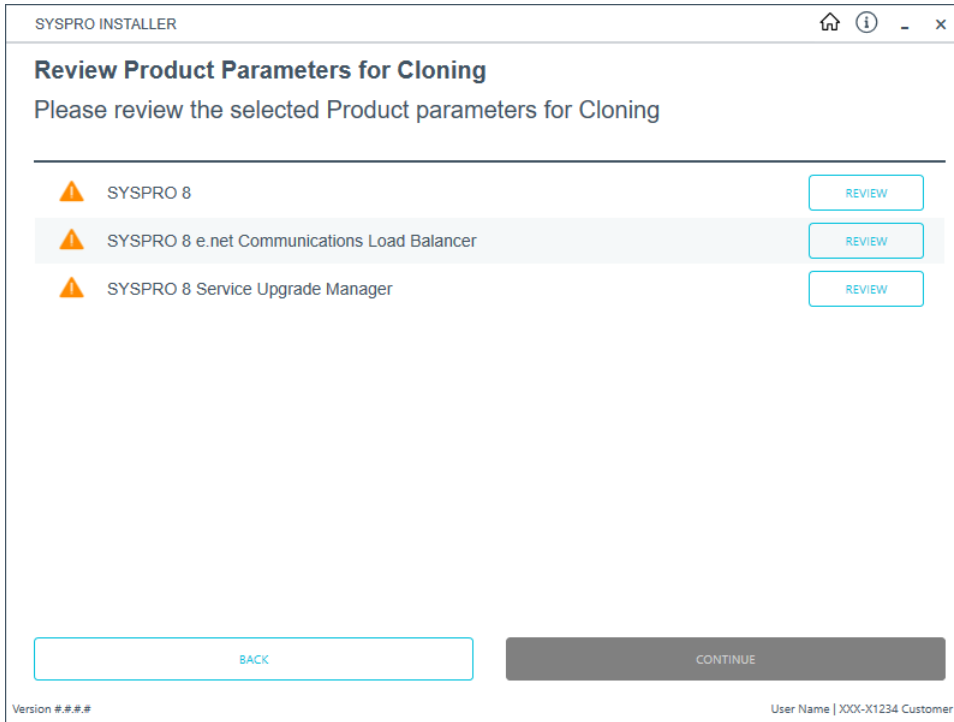 SYSPRO INSTALLER
Review Product Parameters for Cloning
Please review the selected Product parameters for Cloning
SYSPRO 8 REVIEW
SYSPRO 8 e.net Communications Load Balancer REVIEW
SYSPRO 8 Service Upgrade Manager REVIEW
BACK CONTINUE
Version #.#.#.# User Name | XXX-X1234 Customer